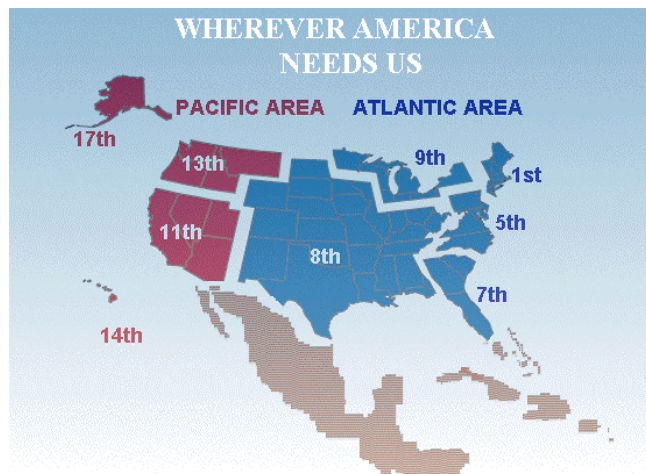 WHEREVER AMERICA
NEEDS US
PACIFIC AREA ATLANTIC AREA
17th
13th
9th
1st
11th
5th
8th
7th
14th